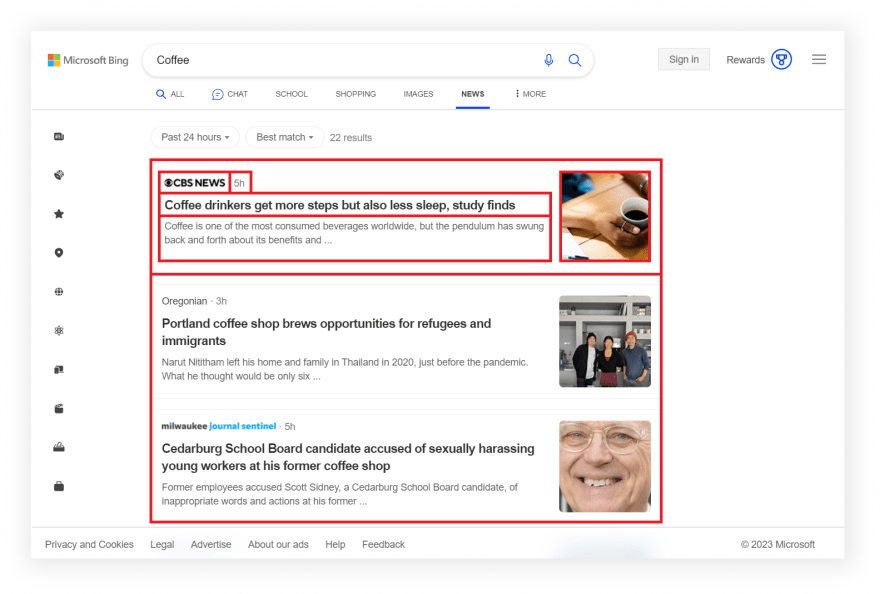 Microsoft Bing
Coffee
Sign in
Rewards
ALL
CHAT
SCHOOL
SHOPPING
IMAGES
NEWS
MORE
Past 24 hours
Best match
22 results
CBS NEWS 5h
Coffee drinkers get more steps but also less sleep, study finds
Coffee is one of the most consumed beverages worldwide, but the pendulum has swung
back and forth about its benefits and ...
Oregonian · 3h
Portland coffee shop brews opportunities for refugees and
immigrants
Narut Nititham left his home and family in Thailand in 2020, just before the pandemic.
What he thought would be only six ...
milwaukee journal sentinel · 5h
Cedarburg School Board candidate accused of sexually harassing
young workers at his former coffee shop
Former employees accused Scott Sidney, a Cedarburg School Board candidate, of
inappropriate words and actions at his former ...
Privacy and Cookies
Legal
Advertise
About our ads
Help
Feedback
© 2023 Microsoft